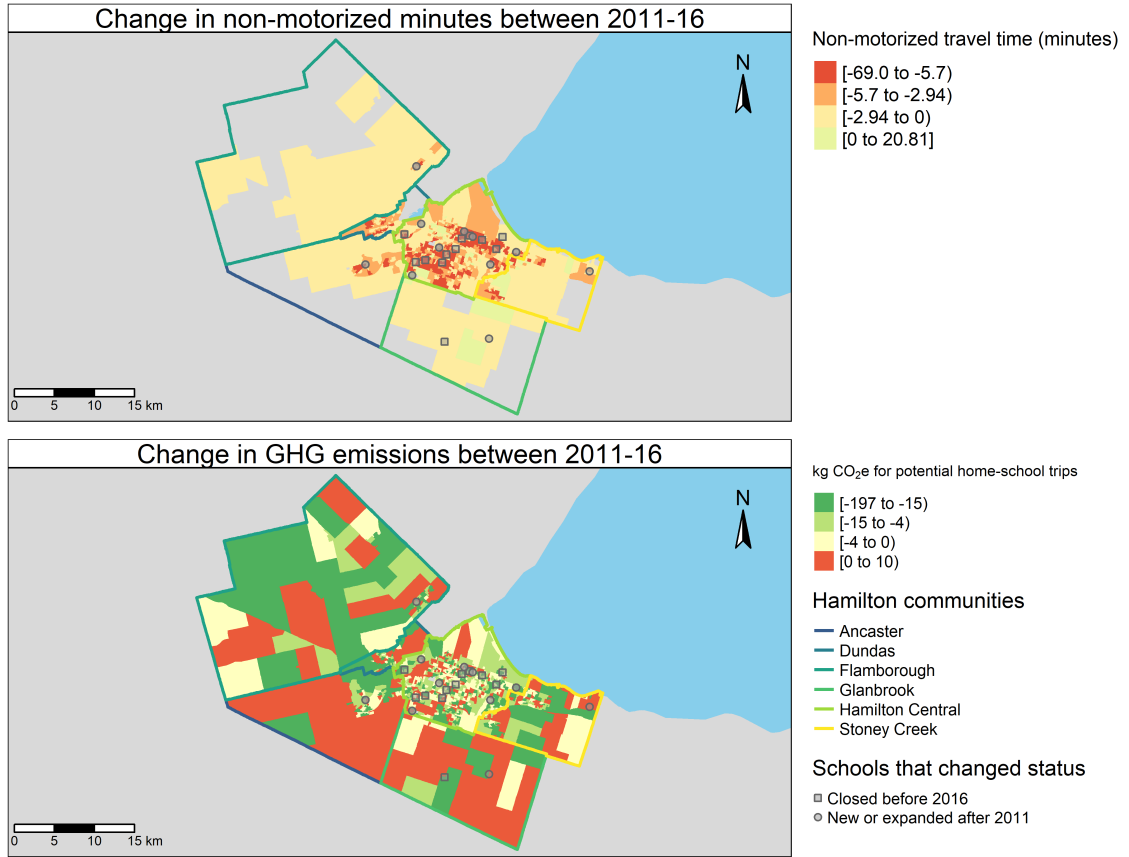 Change in non-motorized minutes between 2011-16
N
0 5 10 15 km
Non-motorized travel time (minutes)
[-69.0 to -5.7)
[-5.7 to -2.94)
[-2.94 to 0)
[0 to 20.81]
Change in GHG emissions between 2011-16
N
0 5 10 15 km
kg CO₂e for potential home-school trips
[-197 to -15)
[-15 to -4)
[-4 to 0)
[0 to 10)
Hamilton communities
Ancaster
Dundas
Flamborough
Glanbrook
Hamilton Central
Stoney Creek
Schools that changed status
Closed before 2016
New or expanded after 2011